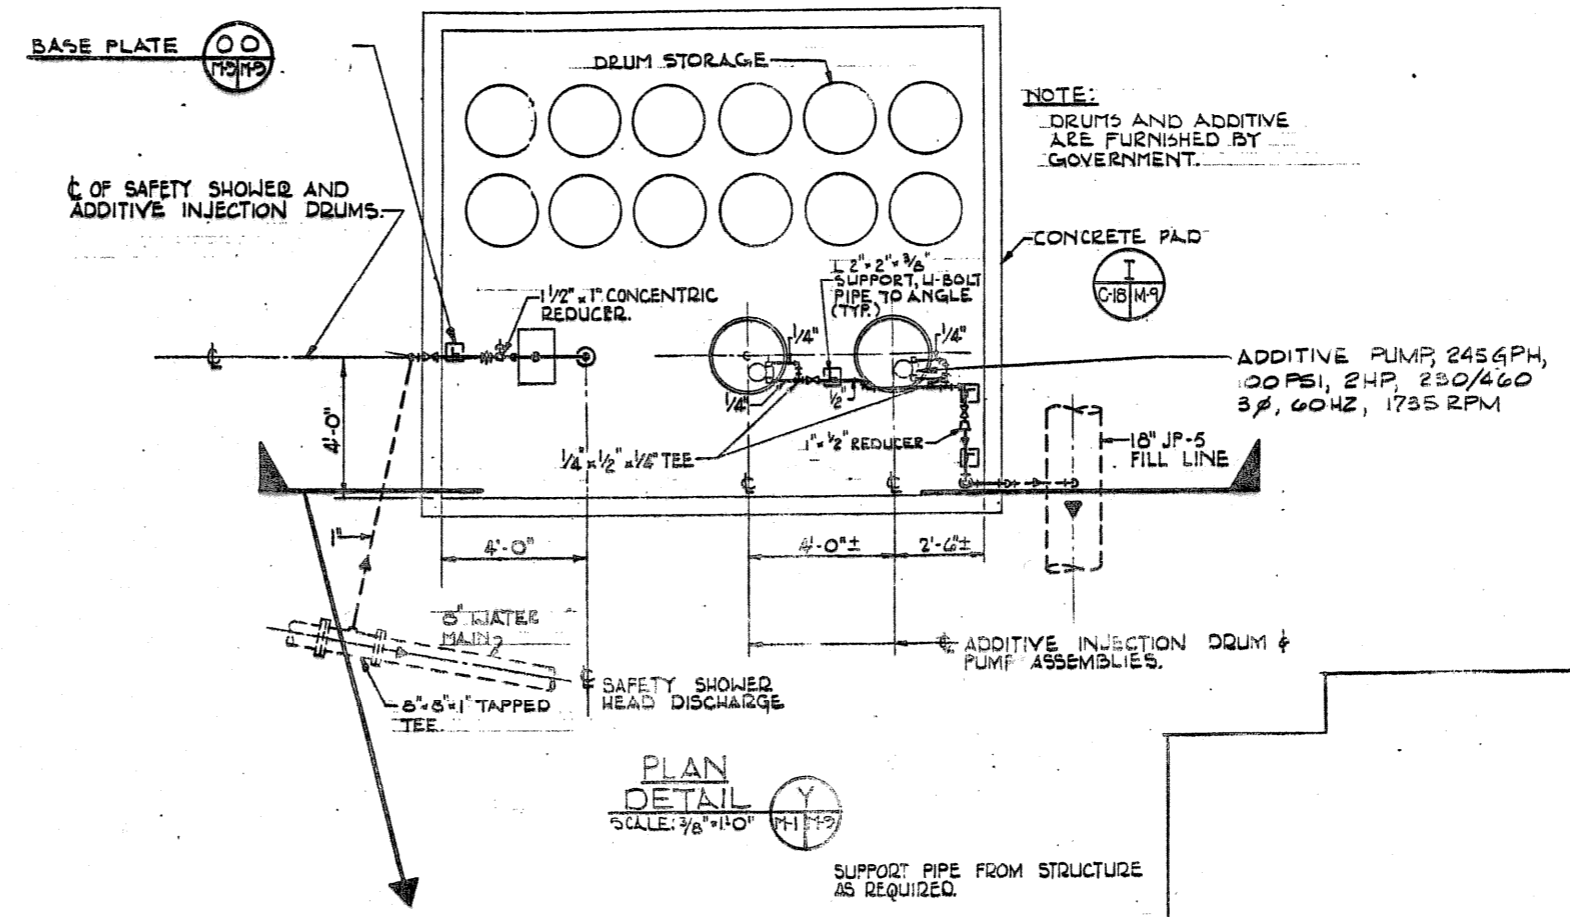 BASE PLATE
OO
M-9 M-9
DRUM STORAGE
NOTE:
DRUMS AND ADDITIVE
ARE FURNISHED BY
GOVERNMENT.
℄ OF SAFETY SHOWER AND
ADDITIVE INJECTION DRUMS.
CONCRETE PAD
I
C-18 M-9
L 2" x 2" x 3/8"
SUPPORT, U-BOLT
PIPE TO ANGLE
(TYP.)
1 1/2" x 1" CONCENTRIC
REDUCER.
℄
1/4"
1/4"
ADDITIVE PUMP, 245 GPH,
100 PSI, 2HP, 230/460
3ø, 60 HZ, 1735 RPM
1/4"
1/2"
4'-0"
1" x 1/2" REDUCER
18" JP-5
FILL LINE
1/4" x 1/2" x 1/4" TEE
℄
℄
1"
4'-0"
4'-0"±
2'-6"±
8" WATER
MAIN
℄ ADDITIVE INJECTION DRUM &
PUMP ASSEMBLIES.
℄ SAFETY SHOWER
HEAD DISCHARGE
8" x 8" x 1" TAPPED
TEE.
PLAN
DETAIL
SCALE: 3/8" = 1'-0"
Y
M-1 M-9
SUPPORT PIPE FROM STRUCTURE
AS REQUIRED.